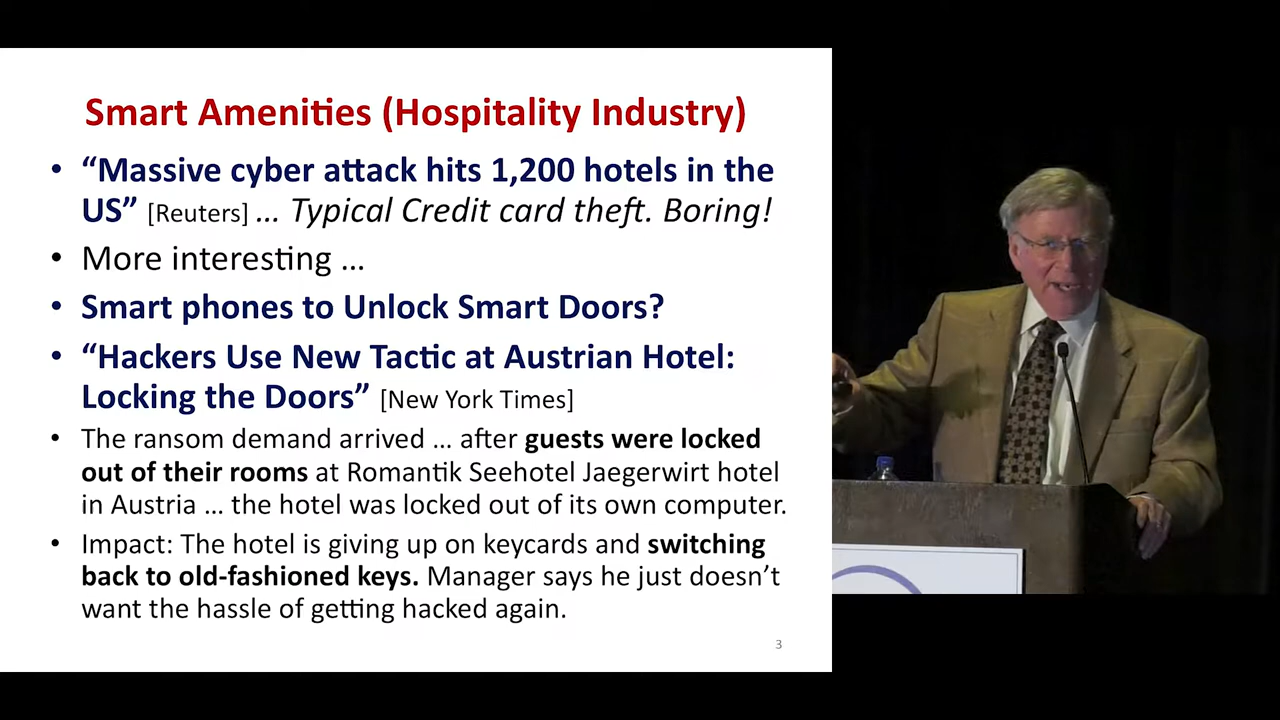 Smart Amenities (Hospitality Industry)
• “Massive cyber attack hits 1,200 hotels in the
US” [Reuters] … Typical Credit card theft. Boring!
• More interesting …
• Smart phones to Unlock Smart Doors?
• “Hackers Use New Tactic at Austrian Hotel:
Locking the Doors” [New York Times]
• The ransom demand arrived … after guests were locked
out of their rooms at Romantik Seehotel Jaegerwirt hotel
in Austria … the hotel was locked out of its own computer.
• Impact: The hotel is giving up on keycards and switching
back to old-fashioned keys. Manager says he just doesn’t
want the hassle of getting hacked again.
3